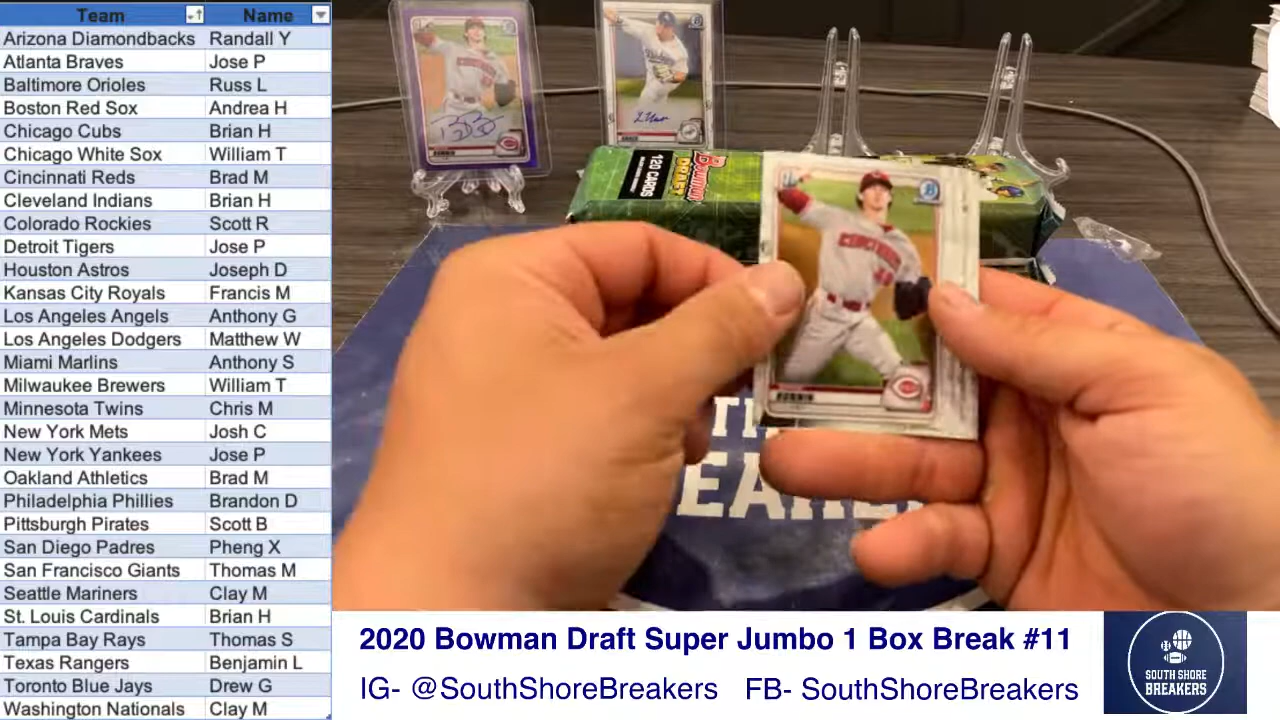 Team Name
Arizona Diamondbacks Randall Y
Atlanta Braves Jose P
Baltimore Orioles Russ L
Boston Red Sox Andrea H
Chicago Cubs Brian H
Chicago White Sox William T
Cincinnati Reds Brad M
Cleveland Indians Brian H
Colorado Rockies Scott R
Detroit Tigers Jose P
Houston Astros Joseph D
Kansas City Royals Francis M
Los Angeles Angels Anthony G
Los Angeles Dodgers Matthew W
Miami Marlins Anthony S
Milwaukee Brewers William T
Minnesota Twins Chris M
New York Mets Josh C
New York Yankees Jose P
Oakland Athletics Brad M
Philadelphia Phillies Brandon D
Pittsburgh Pirates Scott B
San Diego Padres Pheng X
San Francisco Giants Thomas M
Seattle Mariners Clay M
St. Louis Cardinals Brian H
Tampa Bay Rays Thomas S
Texas Rangers Benjamin L
Toronto Blue Jays Drew G
Washington Nationals Clay M
120 CARDS
Bowman
DRAFT
CINCINNATI
2020 Bowman Draft Super Jumbo 1 Box Break #11
IG- @SouthShoreBreakers FB- SouthShoreBreakers
SOUTH SHORE
BREAKERS